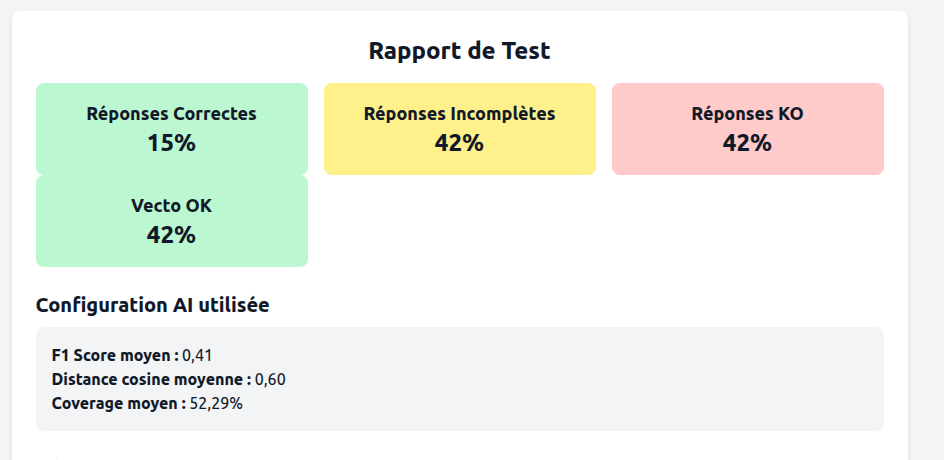 Rapport de Test
Réponses Correctes
15%
Réponses Incomplètes
42%
Réponses KO
42%
Vecto OK
42%
Configuration AI utilisée
F1 Score moyen : 0,41
Distance cosine moyenne : 0,60
Coverage moyen : 52,29%